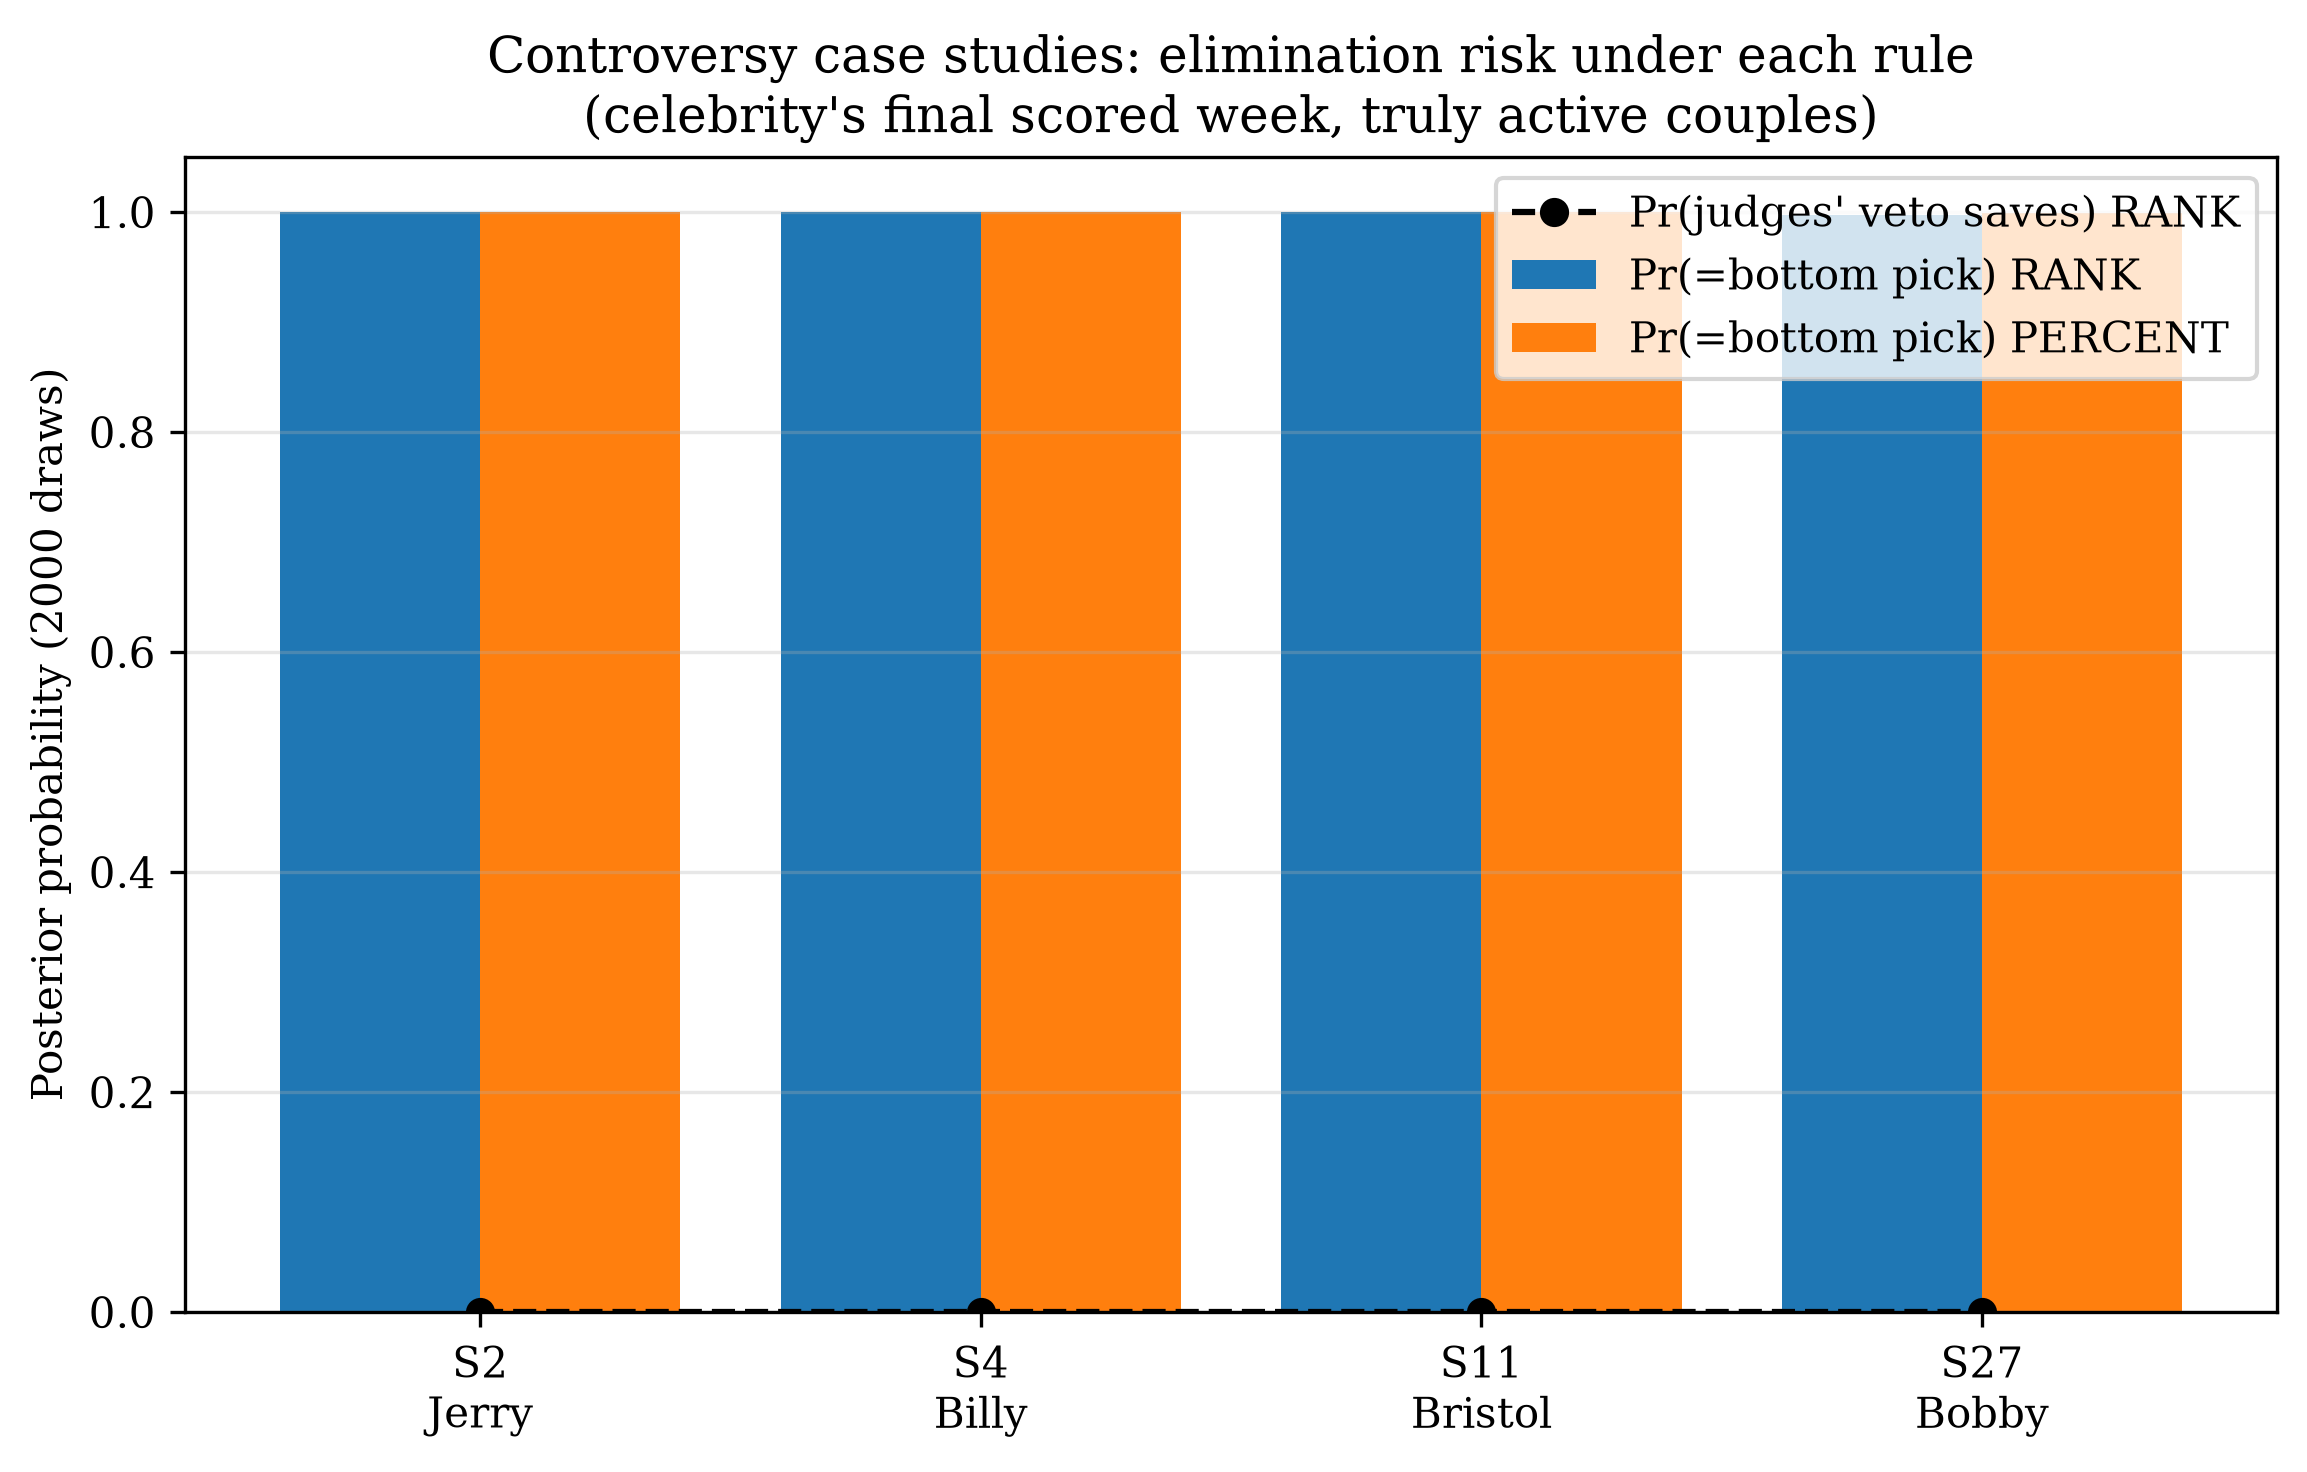 Controversy case studies: elimination risk under each rule
(celebrity's final scored week, truly active couples)
Pr(judges' veto saves) RANK
Pr(=bottom pick) RANK
Pr(=bottom pick) PERCENT
Posterior probability (2000 draws)
1.0
0.8
0.6
0.4
0.2
0.0
S2
Jerry
S4
Billy
S11
Bristol
S27
Bobby